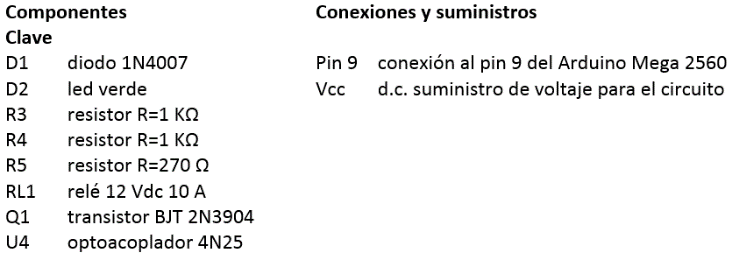 Componentes
Clave
D1 diodo 1N4007
D2 led verde
R3 resistor R=1 KΩ
R4 resistor R=1 KΩ
R5 resistor R=270 Ω
RL1 relé 12 Vdc 10 A
Q1 transistor BJT 2N3904
U4 optoacoplador 4N25
Conexiones y suministros
Pin 9 conexión al pin 9 del Arduino Mega 2560
Vcc d.c. suministro de voltaje para el circuito